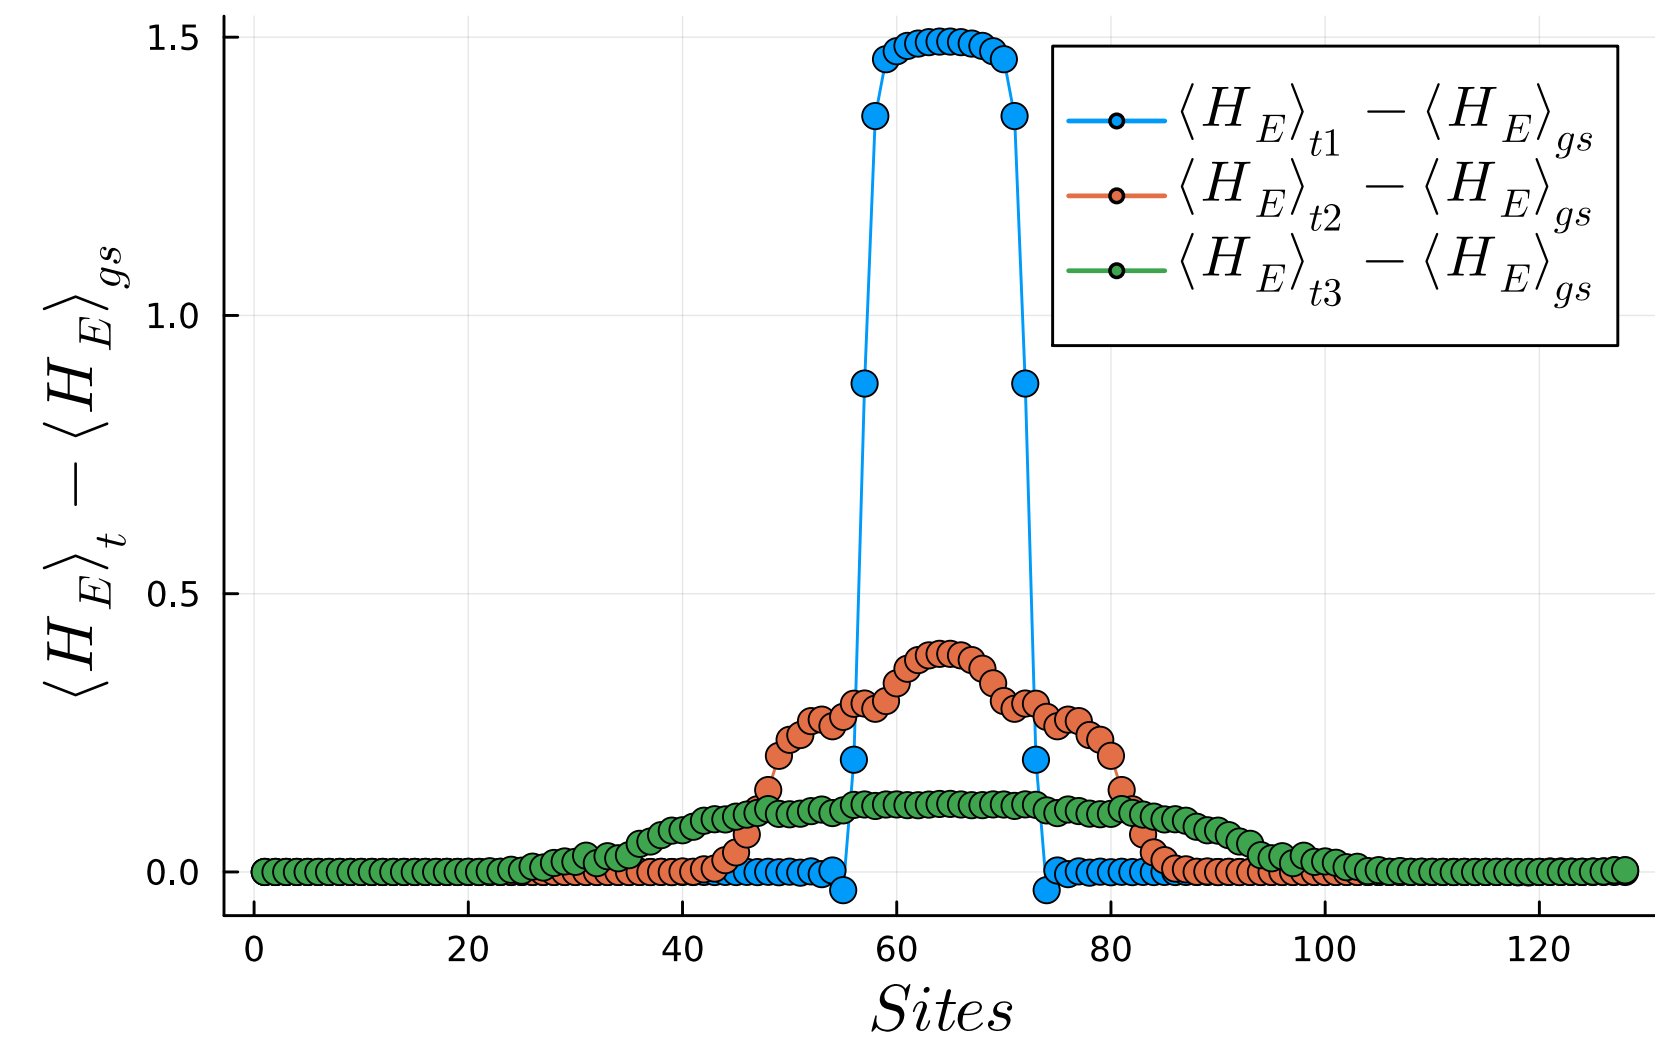 ⟨H_E⟩_t − ⟨H_E⟩_gs
1.5
1.0
0.5
0.0
0 20 40 60 80 100 120
Sites
⟨H_E⟩_t1 − ⟨H_E⟩_gs
⟨H_E⟩_t2 − ⟨H_E⟩_gs
⟨H_E⟩_t3 − ⟨H_E⟩_gs